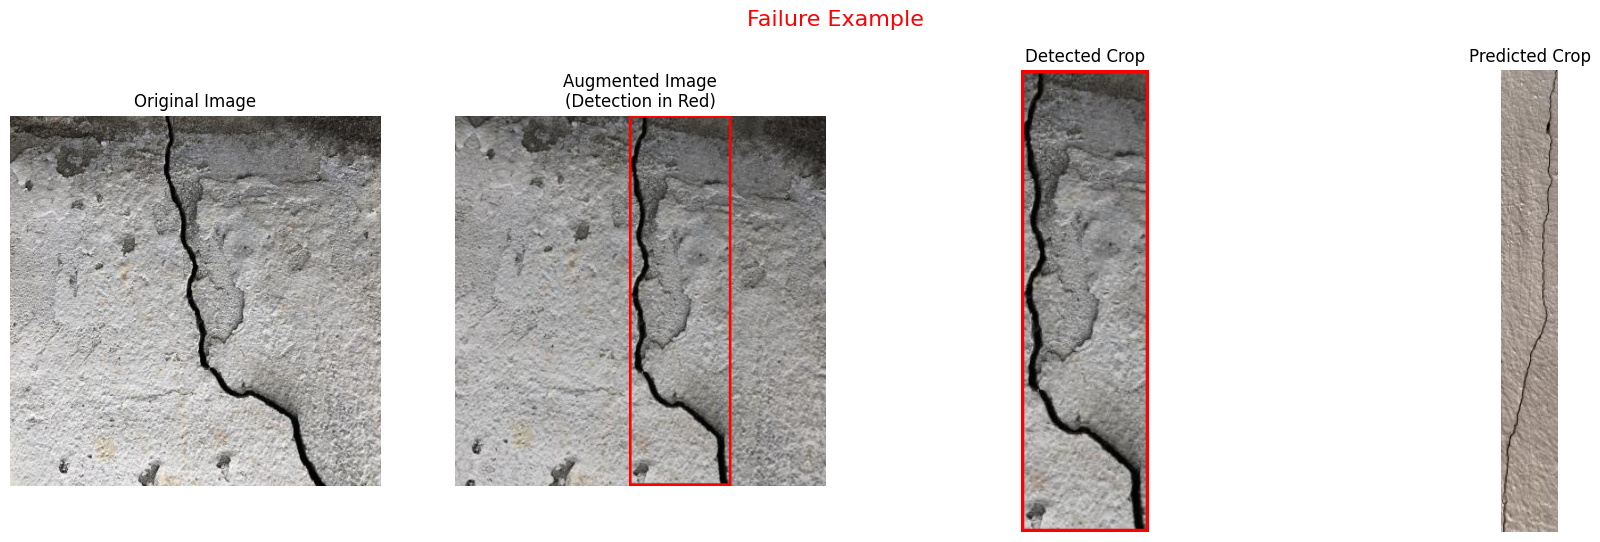 Failure Example
Original Image
Augmented Image
(Detection in Red)
Detected Crop
Predicted Crop